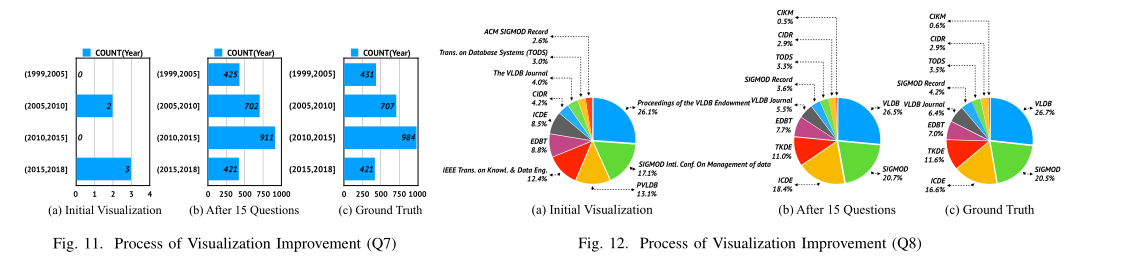 COUNT(Year)
(1999,2005]
0
(2005,2010]
2
(2010,2015]
0
(2015,2018]
3
0 1 2 3 4
(a) Initial Visualization
COUNT(Year)
(1999,2005]
425
(2005,2010]
702
(2010,2015]
911
(2015,2018]
421
0 250 500 750 1000
(b) After 15 Questions
COUNT(Year)
(1999,2005]
431
(2005,2010]
707
(2010,2015]
984
(2015,2018]
421
0 250 500 750 1000
(c) Ground Truth
Fig. 11. Process of Visualization Improvement (Q7)
ACM SIGMOD Record
2.6%
Trans. on Database Systems (TODS)
3.0%
The VLDB Journal
4.0%
CIDR
4.2%
ICDE
8.5%
EDBT
8.8%
IEEE Trans. on Knowl. & Data Eng.
12.4%
Proceedings of the VLDB Endowment
26.1%
SIGMOD Intl. Conf. On Management of data
17.1%
PVLDB
13.1%
(a) Initial Visualization
CIKM
0.5%
CIDR
2.9%
TODS
3.3%
SIGMOD Record
3.6%
VLDB Journal
5.5%
EDBT
7.7%
TKDE
11.0%
ICDE
18.4%
VLDB
26.5%
SIGMOD
20.7%
(b) After 15 Questions
CIKM
0.6%
CIDR
2.9%
TODS
3.5%
SIGMOD Record
4.2%
VLDB Journal
6.4%
EDBT
7.0%
TKDE
11.6%
ICDE
16.6%
VLDB
26.7%
SIGMOD
20.5%
(c) Ground Truth
Fig. 12. Process of Visualization Improvement (Q8)